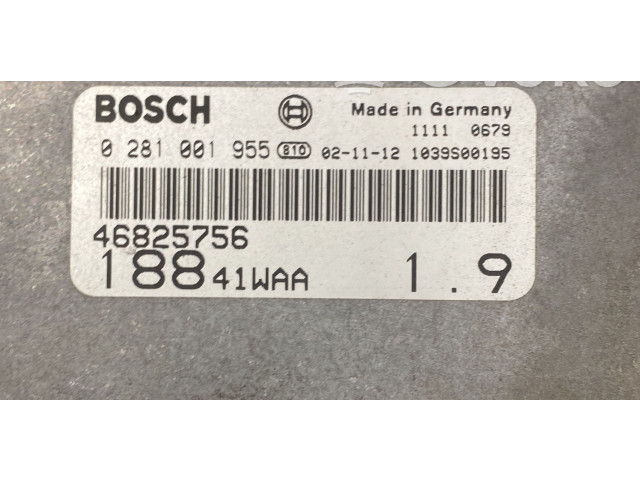 BOSCH Made in Germany
1111 0679
0 281 001 955 810 02-11-12 1039S00195
46825756
188 41WAA 1.9